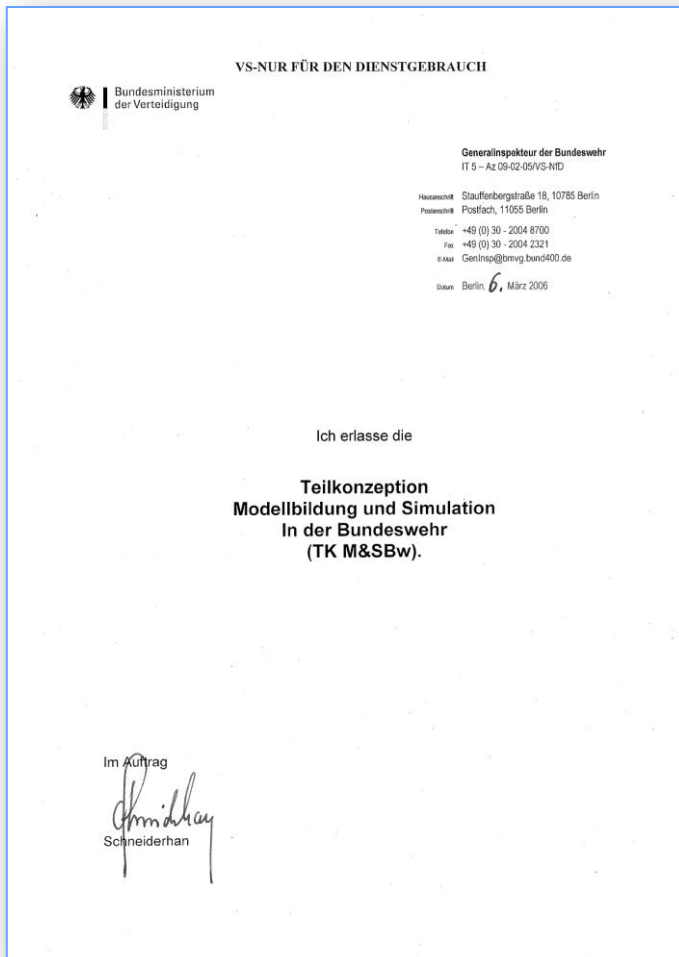 VS-NUR FÜR DEN DIENSTGEBRAUCH
Bundesministerium
der Verteidigung
Generalinspekteur der Bundeswehr
IT 5 – Az 09-02-05/VS-NfD
Hausanschrift Stauffenbergstraße 18, 10785 Berlin
Postanschrift Postfach, 11055 Berlin
Telefon +49 (0) 30 - 2004 8700
Fax +49 (0) 30 - 2004 2321
E-Mail GenInsp@bmvg.bund400.de
Datum Berlin, 6. März 2006
Ich erlasse die
Teilkonzeption
Modellbildung und Simulation
In der Bundeswehr
(TK M&SBw).
Im Auftrag
Schneiderhan
Schneiderhan